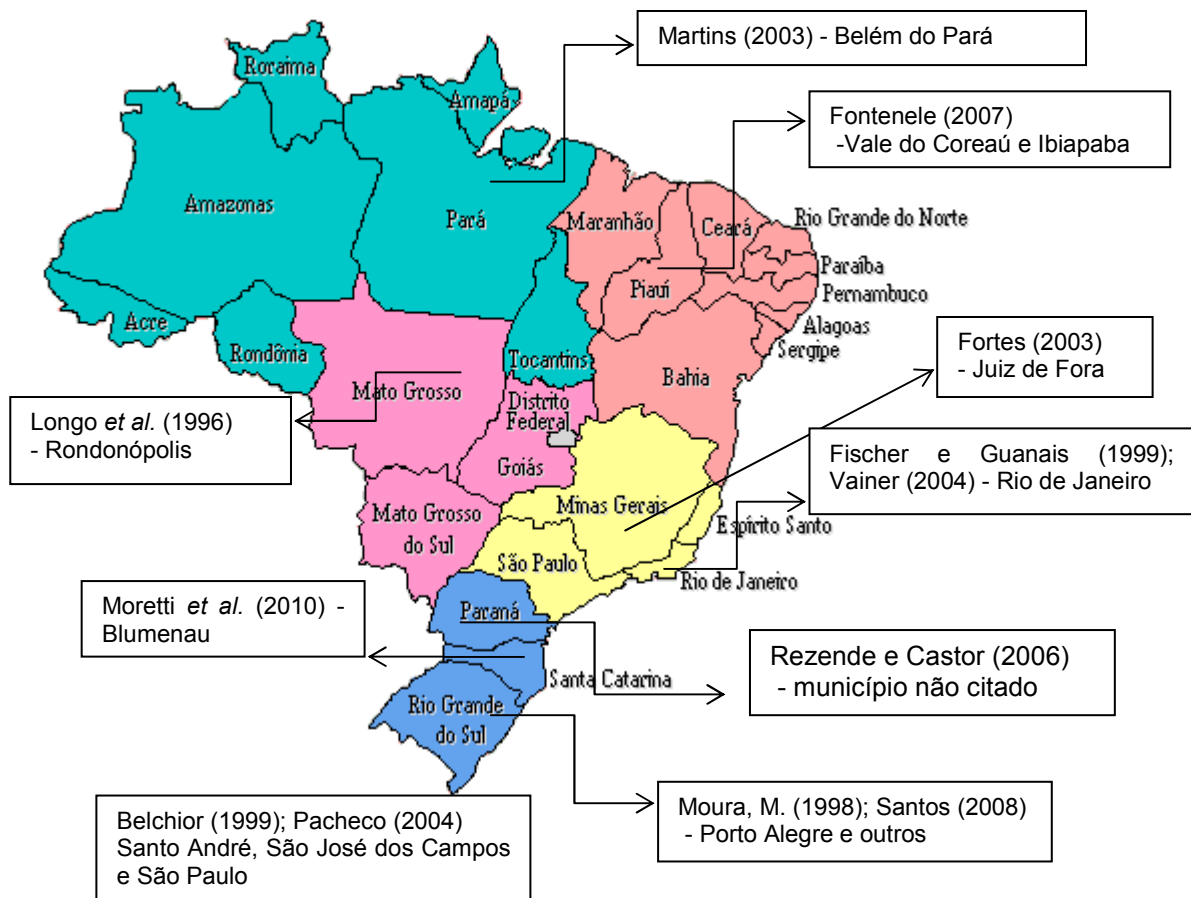 Martins (2003) - Belém do Pará
Roraima
Amapá
Fontenele (2007)
-Vale do Coreaú e Ibiapaba
Amazonas
Pará
Maranhão
Ceará
Rio Grande do Norte
Paraíba
Piauí
Pernambuco
Acre
Alagoas
Rondônia
Tocantins
Sergipe
Fortes (2003)
- Juiz de Fora
Bahia
Mato Grosso
Distrito
Federal
Longo et al. (1996)
- Rondonópolis
Goiás
Fischer e Guanais (1999);
Vainer (2004) - Rio de Janeiro
Minas Gerais
Mato Grosso
do Sul
Espírito Santo
São Paulo
Rio de Janeiro
Moretti et al. (2010) -
Blumenau
Paraná
Rezende e Castor (2006)
- município não citado
Santa Catarina
Rio Grande
do Sul
Belchior (1999); Pacheco (2004)
Santo André, São José dos Campos
e São Paulo
Moura, M. (1998); Santos (2008)
- Porto Alegre e outros